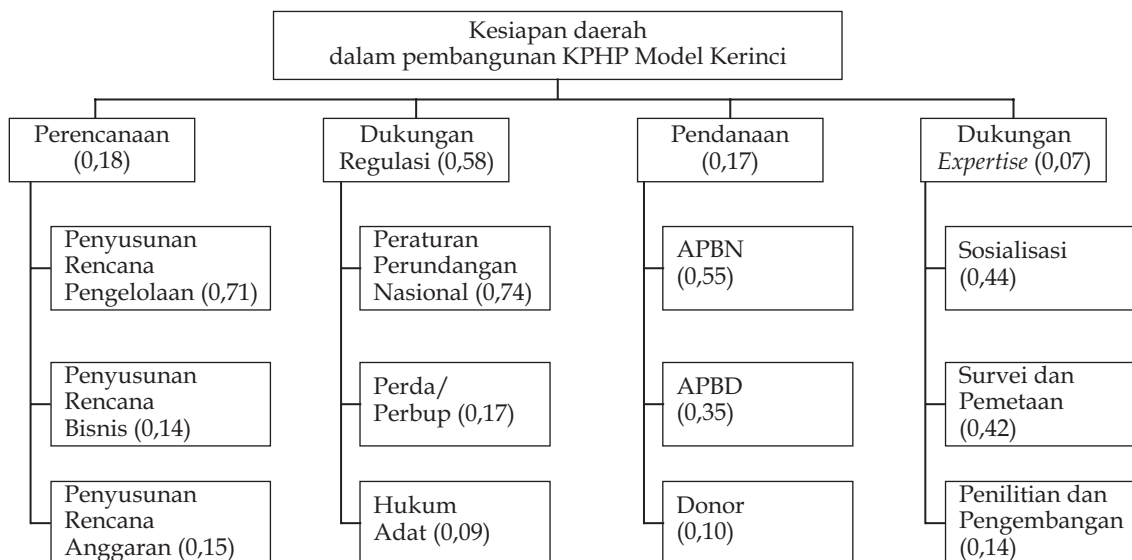 Kesiapan daerah
dalam pembangunan KPHP Model Kerinci
Perencanaan
(0,18)
Penyusunan
Rencana
Pengelolaan (0,71)
Penyusunan
Rencana
Bisnis (0,14)
Penyusunan
Rencana
Anggaran (0,15)
Dukungan
Regulasi (0,58)
Peraturan
Perundangan
Nasional (0,74)
Perda/
Perbup (0,17)
Hukum
Adat (0,09)
Pendanaan
(0,17)
APBN
(0,55)
APBD
(0,35)
Donor
(0,10)
Dukungan
Expertise (0,07)
Sosialisasi
(0,44)
Survei dan
Pemetaan
(0,42)
Penilitian dan
Pengembangan
(0,14)